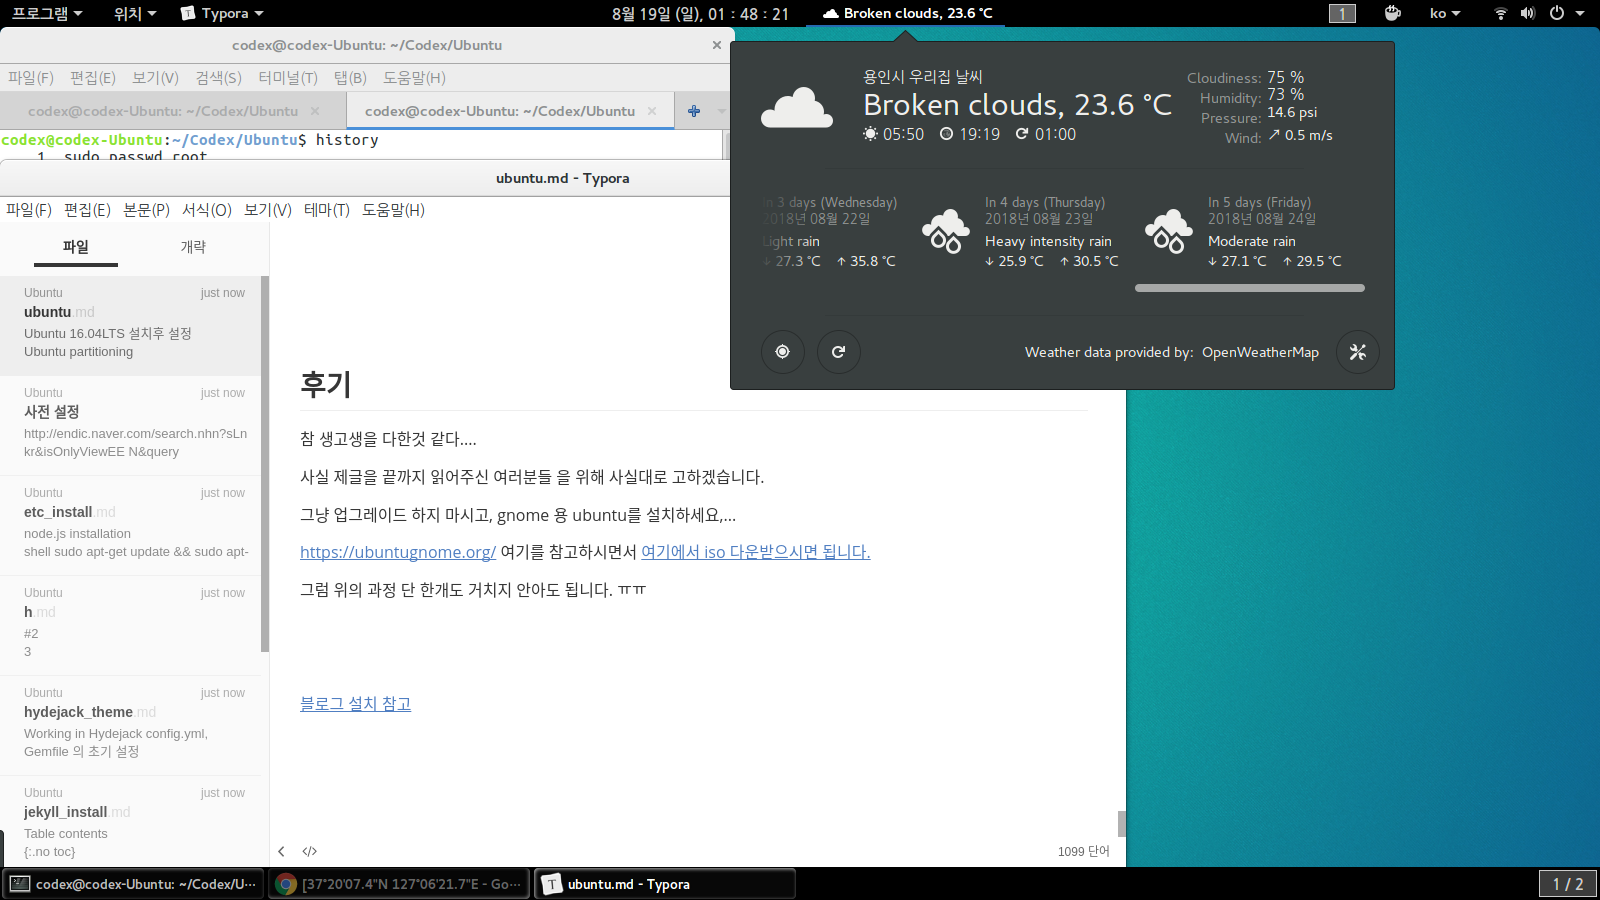 프로그램 위치 Typora 8월 19일 (일), 01 : 48 : 21 Broken clouds, 23.6 °C 1 ko
codex@codex-Ubuntu: ~/Codex/Ubuntu
파일(F) 편집(E) 보기(V) 검색(S) 터미널(T) 탭(B) 도움말(H)
codex@codex-Ubuntu: ~/Codex/Ubuntu codex@codex-Ubuntu: ~/Codex/Ubuntu
codex@codex-Ubuntu:~/Codex/Ubuntu$ history
1 sudo passwd root
ubuntu.md - Typora
파일(F) 편집(E) 본문(P) 서식(O) 보기(V) 테마(T) 도움말(H)
파일 개략
Ubuntu just now
ubuntu.md
Ubuntu 16.04LTS 설치후 설정
Ubuntu partitioning
Ubuntu just now
사전 설정
http://endic.naver.com/search.nhn?sLn
kr&isOnlyViewEE N&query
Ubuntu just now
etc_install.md
node.js installation
shell sudo apt-get update && sudo apt-
Ubuntu just now
h.md
#2
3
Ubuntu just now
hydejack_theme.md
Working in Hydejack config.yml,
Gemfile 의 초기 설정
Ubuntu just now
jekyll_install.md
Table contents
{:.no toc}
후기
참 생고생을 다한것 같다....
사실 제글을 끝까지 읽어주신 여러분들 을 위해 사실대로 고하겠습니다.
그냥 업그레이드 하지 마시고, gnome 용 ubuntu를 설치하세요,...
https://ubuntugnome.org/ 여기를 참고하시면서 여기에서 iso 다운받으시면 됩니다.
그럼 위의 과정 단 한개도 거치지 안아도 됩니다. ㅠㅠ
블로그 설치 참고
1099 단어
용인시 우리집 날씨
Broken clouds, 23.6 °C
05:50 19:19 01:00
Cloudiness: 75 %
Humidity: 73 %
Pressure: 14.6 psi
Wind: ↗ 0.5 m/s
In 3 days (Wednesday)
2018년 08월 22일
Light rain
↓ 27.3 °C ↑ 35.8 °C
In 4 days (Thursday)
2018년 08월 23일
Heavy intensity rain
↓ 25.9 °C ↑ 30.5 °C
In 5 days (Friday)
2018년 08월 24일
Moderate rain
↓ 27.1 °C ↑ 29.5 °C
Weather data provided by: OpenWeatherMap
codex@codex-Ubuntu: ~/Codex/U… [37°20'07.4"N 127°06'21.7"E - Go… ubuntu.md - Typora 1 / 2